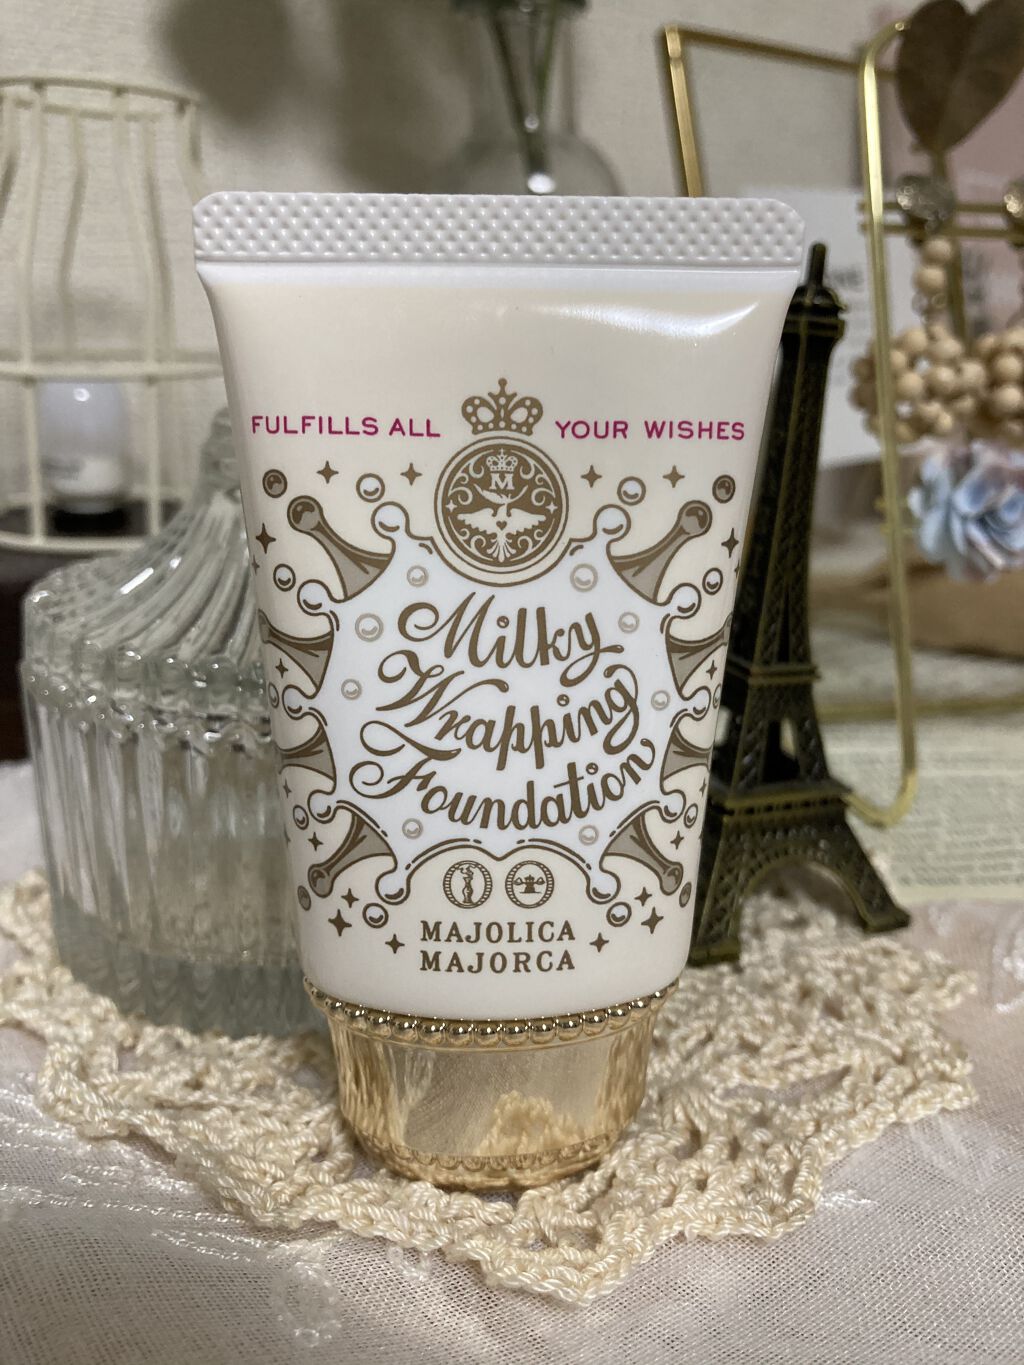 FULFILLS ALL YOUR WISHES
M
Milky
Wrapping
Foundation
MAJOLICA
MAJORCA